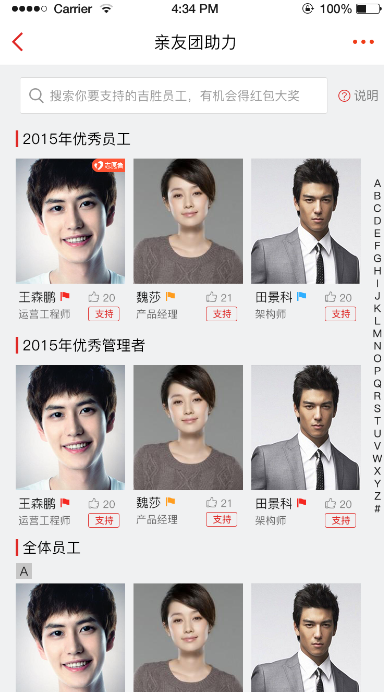 Carrier 4:34 PM 100%
亲友团助力
搜索你要支持的吉胜员工，有机会得红包大奖 说明
2015年优秀员工
王森鹏 20 魏莎 21 田景科 20
运营工程师 支持 产品经理 支持 架构师 支持
2015年优秀管理者
王森鹏 20 魏莎 21 田景科 20
运营工程师 支持 产品经理 支持 架构师 支持
全体员工
A
A
B
C
D
E
F
G
H
I
J
K
L
M
N
O
P
Q
R
S
T
U
V
W
X
Y
Z
#